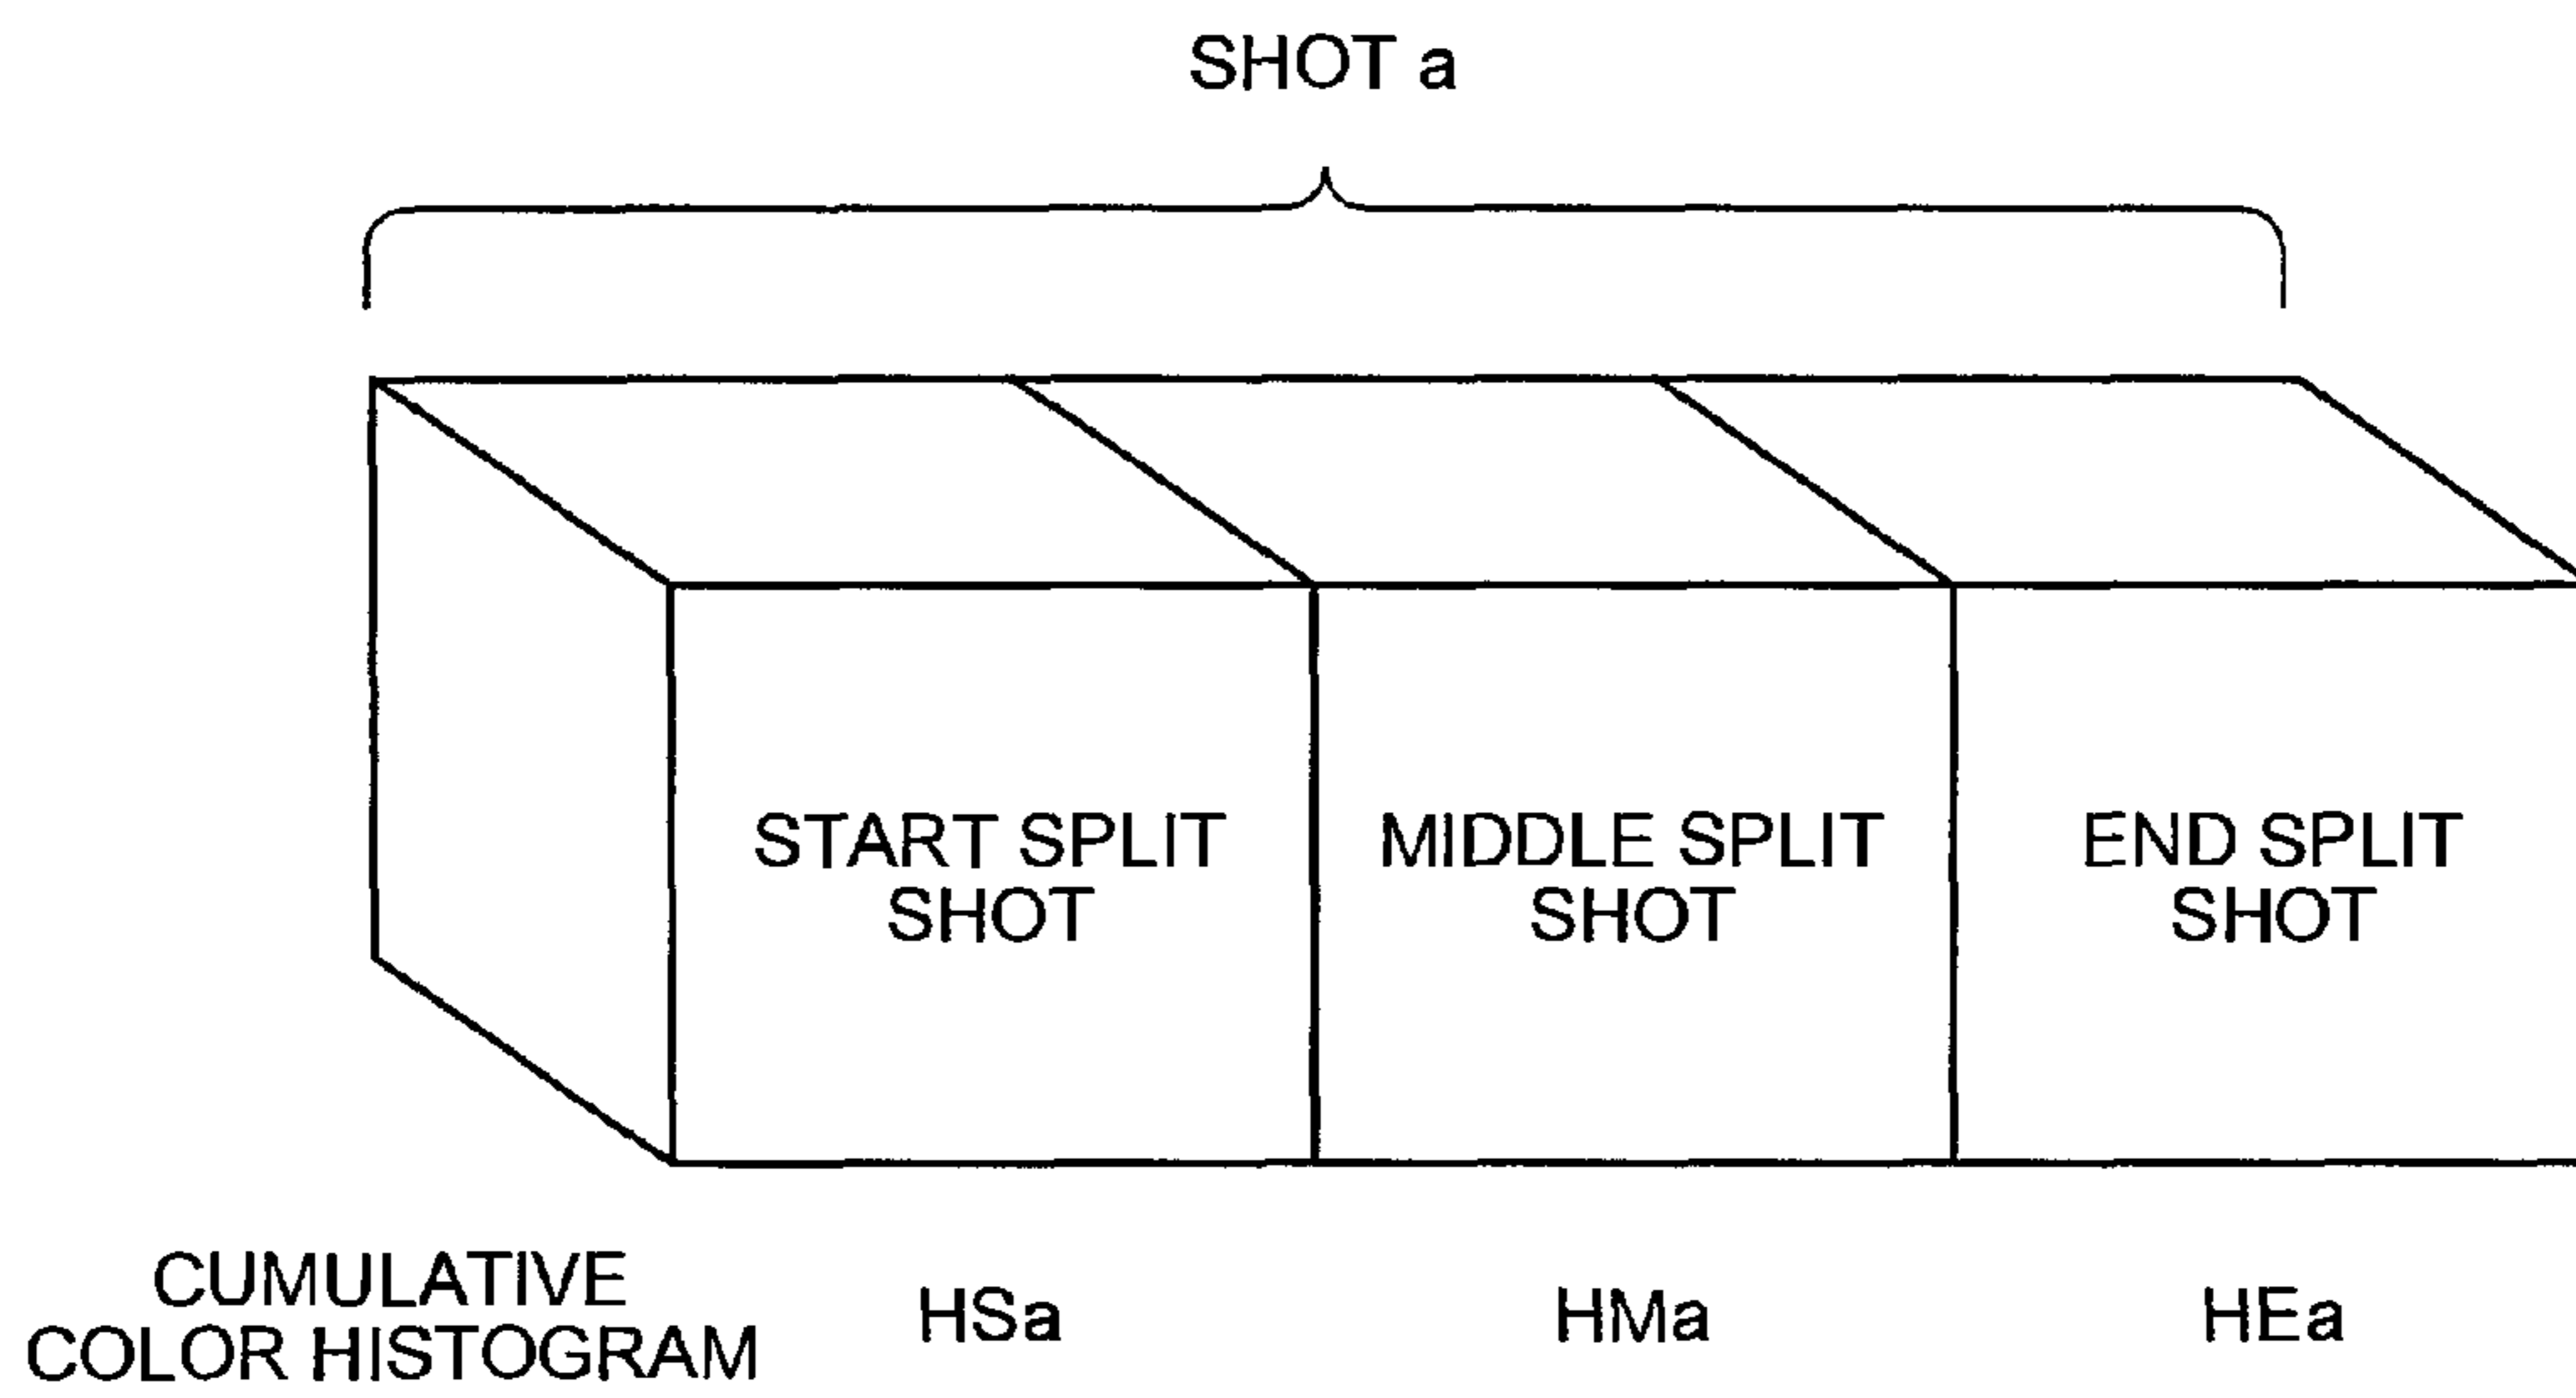 SHOT a
START SPLIT
SHOT
MIDDLE SPLIT
SHOT
END SPLIT
SHOT
CUMULATIVE
COLOR HISTOGRAM
HSa
HMa
HEa